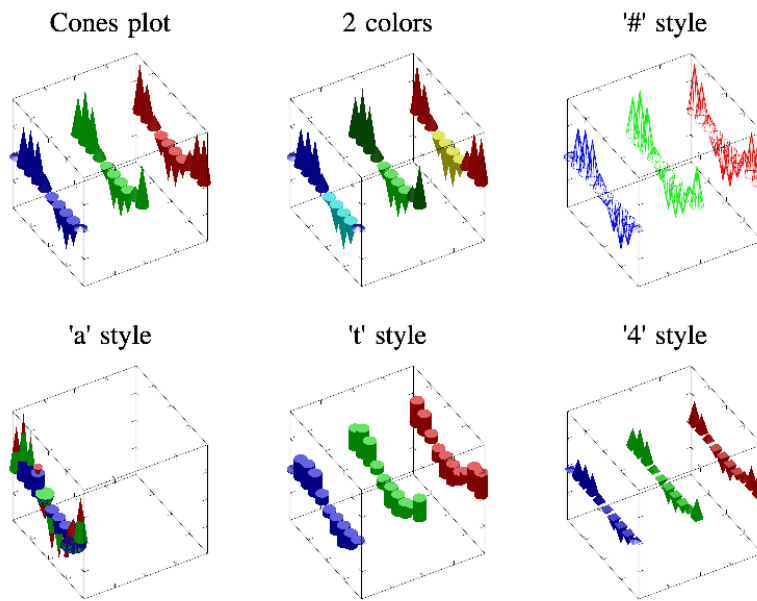 Cones plot
2 colors
'#' style
'a' style
't' style
'4' style